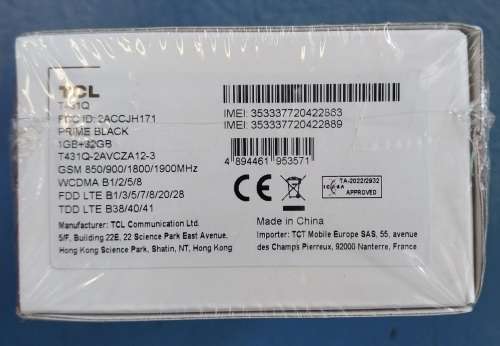 TCL
T431Q
FCC ID: 2ACCJH171
PRIME BLACK
1GB+32GB
T431Q-2AVCZA12-3
GSM 850/900/1800/1900MHz
WCDMA B1/2/5/8
FDD LTE B1/3/5/7/8/20/28
TDD LTE B38/40/41
Manufacturer: TCL Communication Ltd.
5/F, Building 22E, 22 Science Park East Avenue,
Hong Kong Science Park, Shatin, NT, Hong Kong
IMEI: 353337720422863
IMEI: 353337720422889
4 894461 953571
CE
TA-2022/2932
APPROVED
Made in China
Importer: TCT Mobile Europe SAS, 55, avenue
des Champs Pierreux, 92000 Nanterre, France